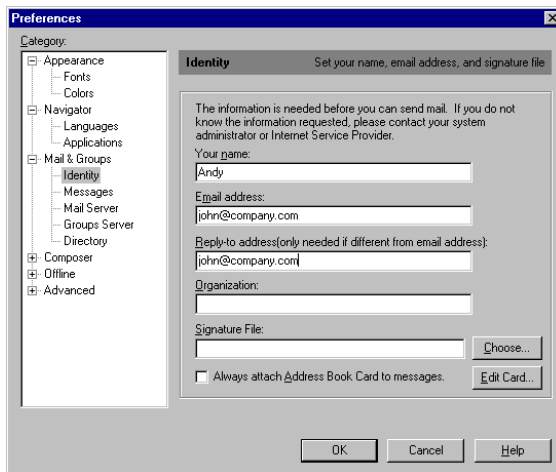 Preferences
Category:
Appearance
Fonts
Colors
Navigator
Languages
Applications
Mail & Groups
Identity
Messages
Mail Server
Groups Server
Directory
Composer
Offline
Advanced
Identity Set your name, email address, and signature file
The information is needed before you can send mail. If you do not
know the information requested, please contact your system
administrator or Internet Service Provider.
Your name:
Andy
Email address:
john@company.com
Reply-to address(only needed if different from email address):
john@company.com
Organization:
Signature File:
Choose...
Always attach Address Book Card to messages.
Edit Card...
OK Cancel Help